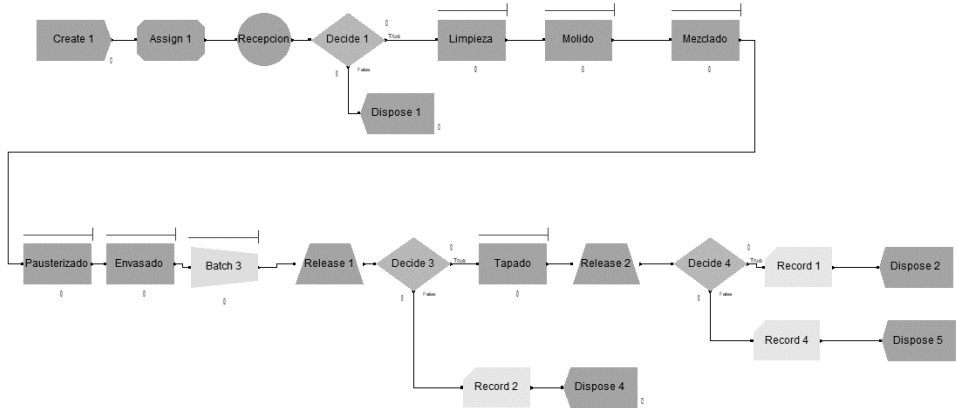 Create 1
Assign 1
Recepcion
Decide 1
True
Limpieza
Molido
Mezclado
0
0
0
0
0
0
False
Dispose 1
0
Pausterizado
Envasado
Batch 3
Release 1
Decide 3
True
Tapado
Release 2
Decide 4
True
Record 1
Dispose 2
0
0
0
0
0
0
0
0
False
False
Record 4
Dispose 5
Record 2
Dispose 4
0